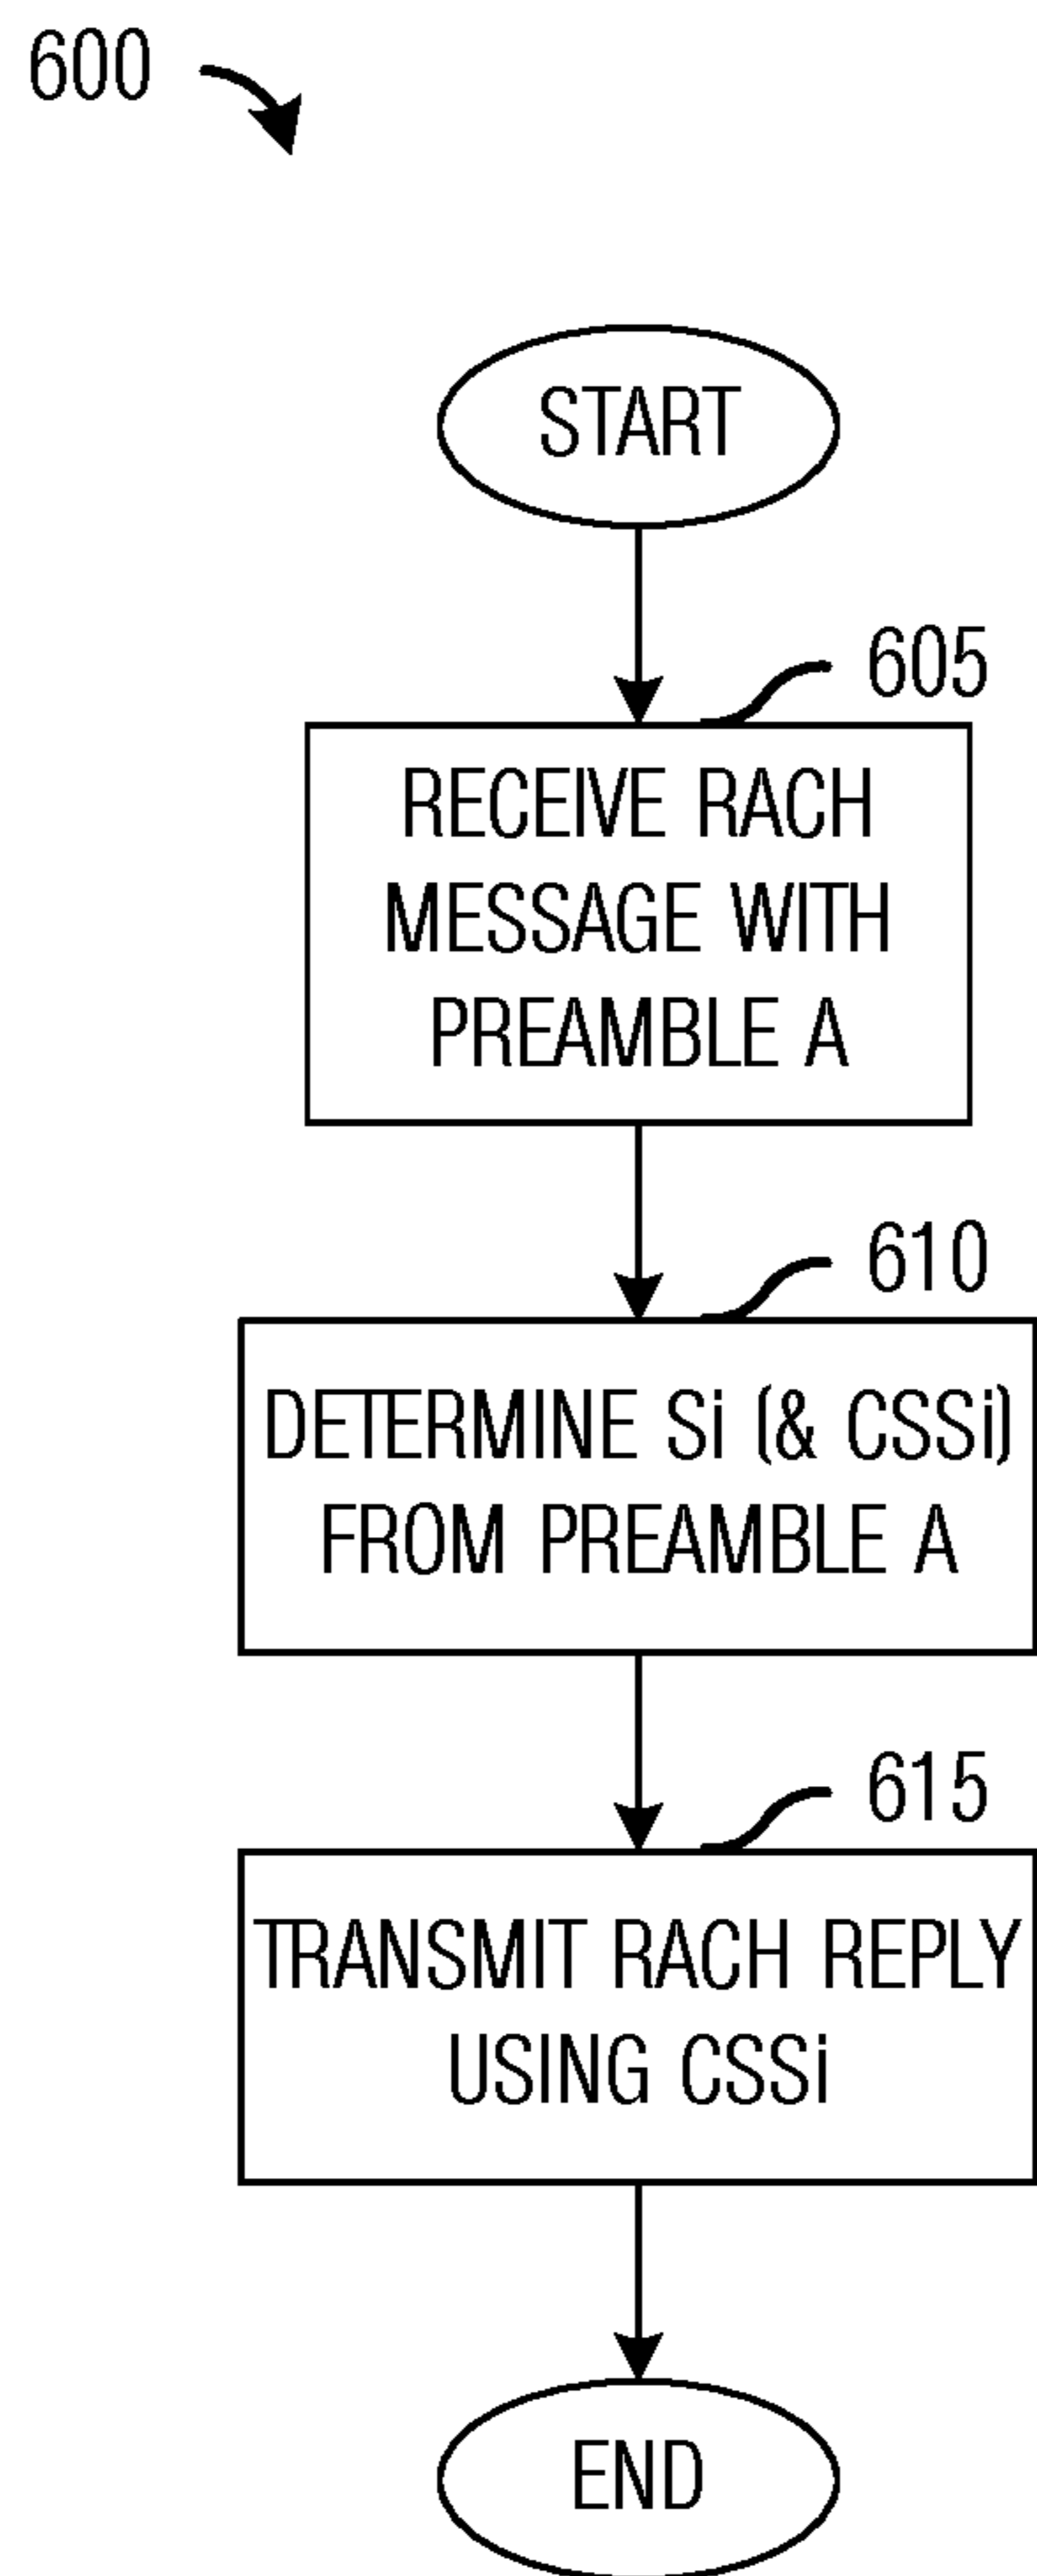 600
START
605
RECEIVE RACH
MESSAGE WITH
PREAMBLE A
610
DETERMINE Si (& CSSi)
FROM PREAMBLE A
615
TRANSMIT RACH REPLY
USING CSSi
END